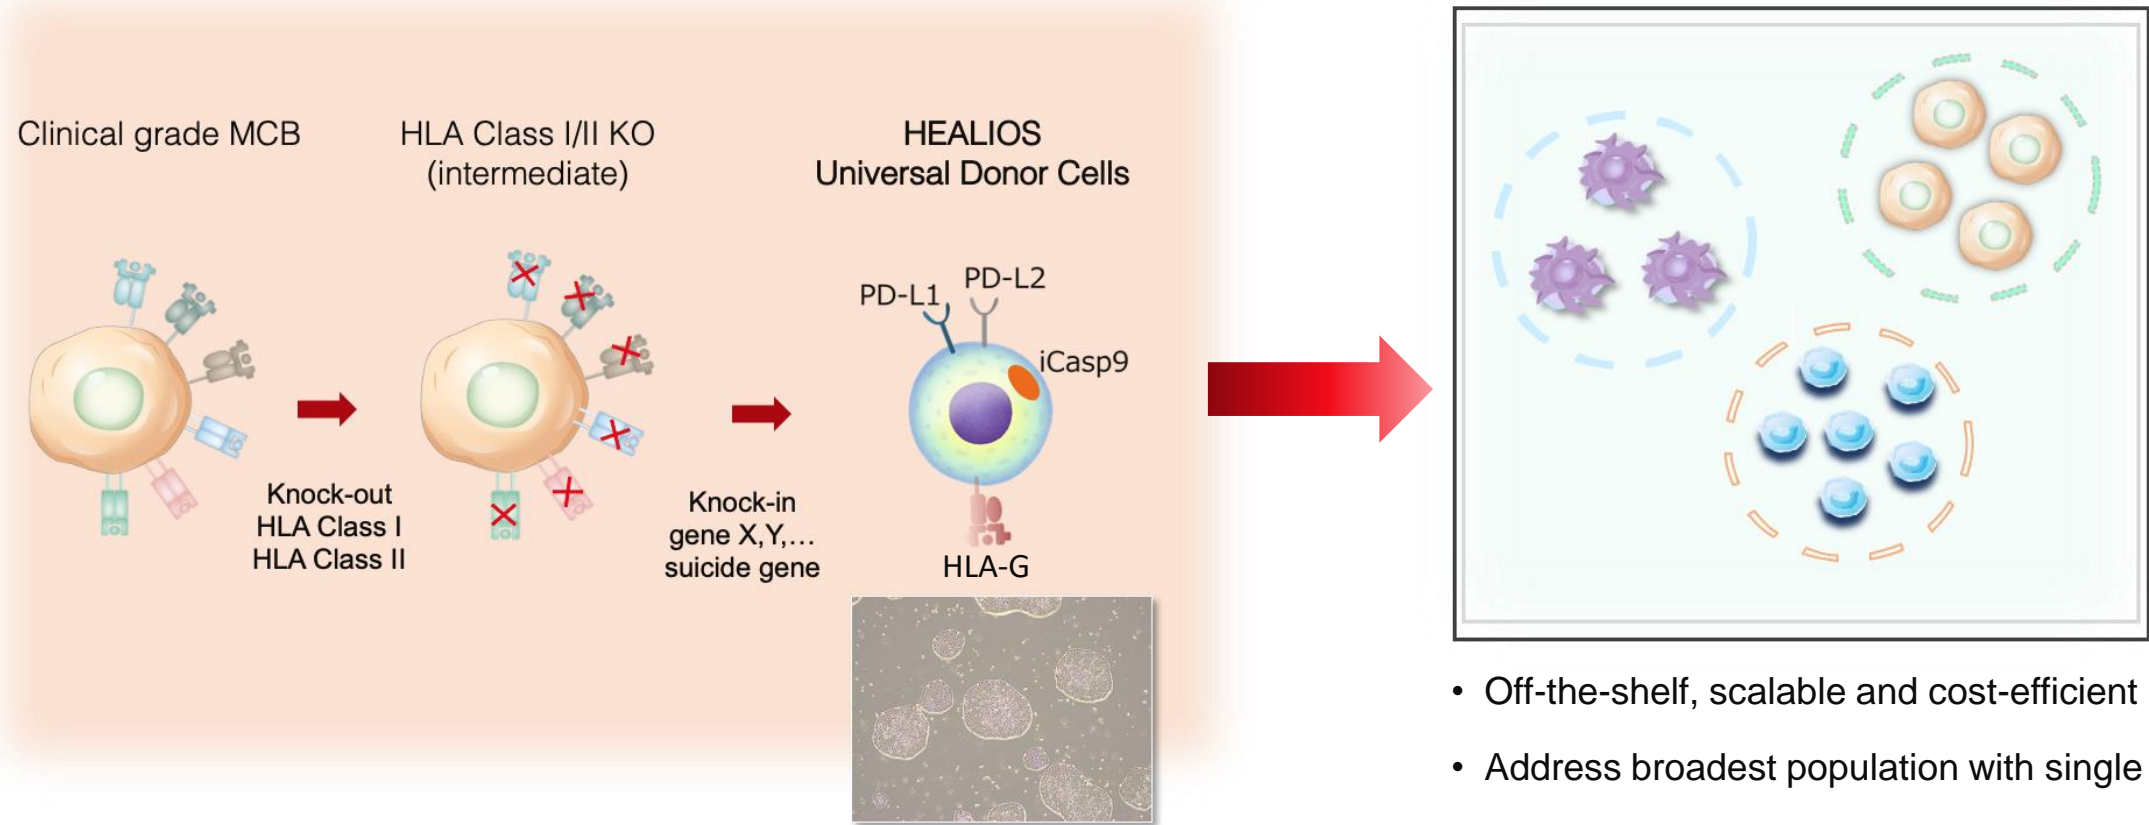 Clinical grade MCB
HLA Class I/II KO
(intermediate)
HEALIOS
Universal Donor Cells
PD-L1
PD-L2
iCasp9
Knock-out
HLA Class I
HLA Class II
Knock-in
gene X,Y,...
suicide gene
HLA-G
• Off-the-shelf, scalable and cost-efficient
• Address broadest population with single